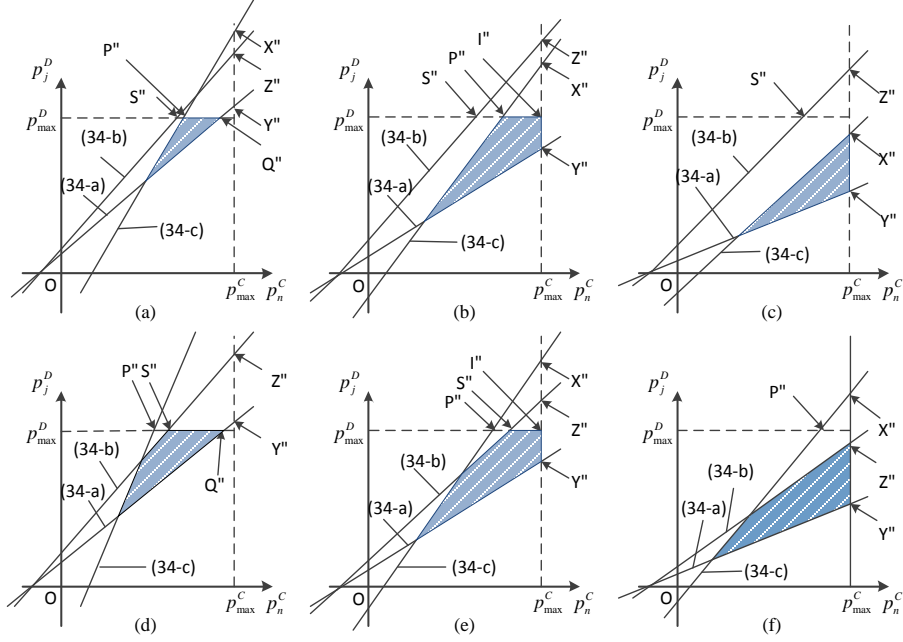 P" X"
p_j^D S" Z"
p_max^D Y"
(34-b) Q"
(34-a)
(34-c)
O p_max^C p_n^C
(a)
I"
P" Z"
p_j^D S" X"
p_max^D
(34-b) Y"
(34-a)
(34-c)
O p_max^C p_n^C
(b)
S"
p_j^D Z"
p_max^D
(34-b) X"
(34-a)
(34-c) Y"
O p_max^C p_n^C
(c)
P" S" Z"
p_j^D
p_max^D Y"
(34-b) Q"
(34-a)
(34-c)
O p_max^C p_n^C
(d)
I"
S" X"
p_j^D P"
p_max^D Z"
(34-b) Y"
(34-a)
(34-c)
O p_max^C p_n^C
(e)
P"
p_j^D X"
p_max^D
(34-b) Z"
(34-a) Y"
(34-c)
O p_max^C p_n^C
(f)